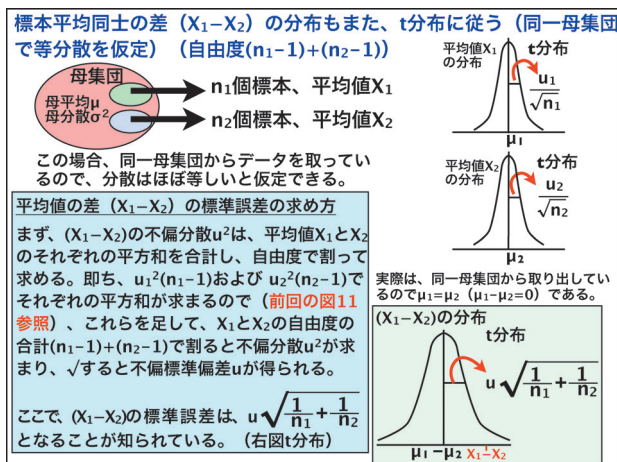 標本平均同士の差（X₁−X₂）の分布もまた、t分布に従う（同一母集団
で等分散を仮定）（自由度(n₁-1)+(n₂-1)）
母集団
母平均μ
母分散σ²
n₁個標本、平均値X₁
n₂個標本、平均値X₂
この場合、同一母集団からデータを取ってい
るので、分散はほぼ等しいと仮定できる。
平均値の差（X₁−X₂）の標準誤差の求め方
まず、(X₁−X₂)の不偏分散u²は、平均値X₁とX₂
のそれぞれの平方和を合計し、自由度で割って
求める。即ち、u₁²(n₁−1)および u₂²(n₂−1)で
それぞれの平方和が求まるので（前回の図11
参照）、これらを足して、X₁とX₂の自由度の
合計(n₁−1)+(n₂−1)で割ると不偏分散u²が求
まり、√すると不偏標準偏差uが得られる。
ここで、(X₁−X₂)の標準誤差は、u√(1/n₁ + 1/n₂)
となることが知られている。（右図t分布）
平均値X₁
の分布
t分布
u₁/√n₁
μ₁
平均値X₂
の分布
t分布
u₂/√n₂
μ₂
実際は、同一母集団から取り出してい
るのでμ₁=μ₂（μ₁−μ₂=0）である。
(X₁−X₂)の分布
t分布
u√(1/n₁ + 1/n₂)
μ₁−μ₂ X₁−X₂